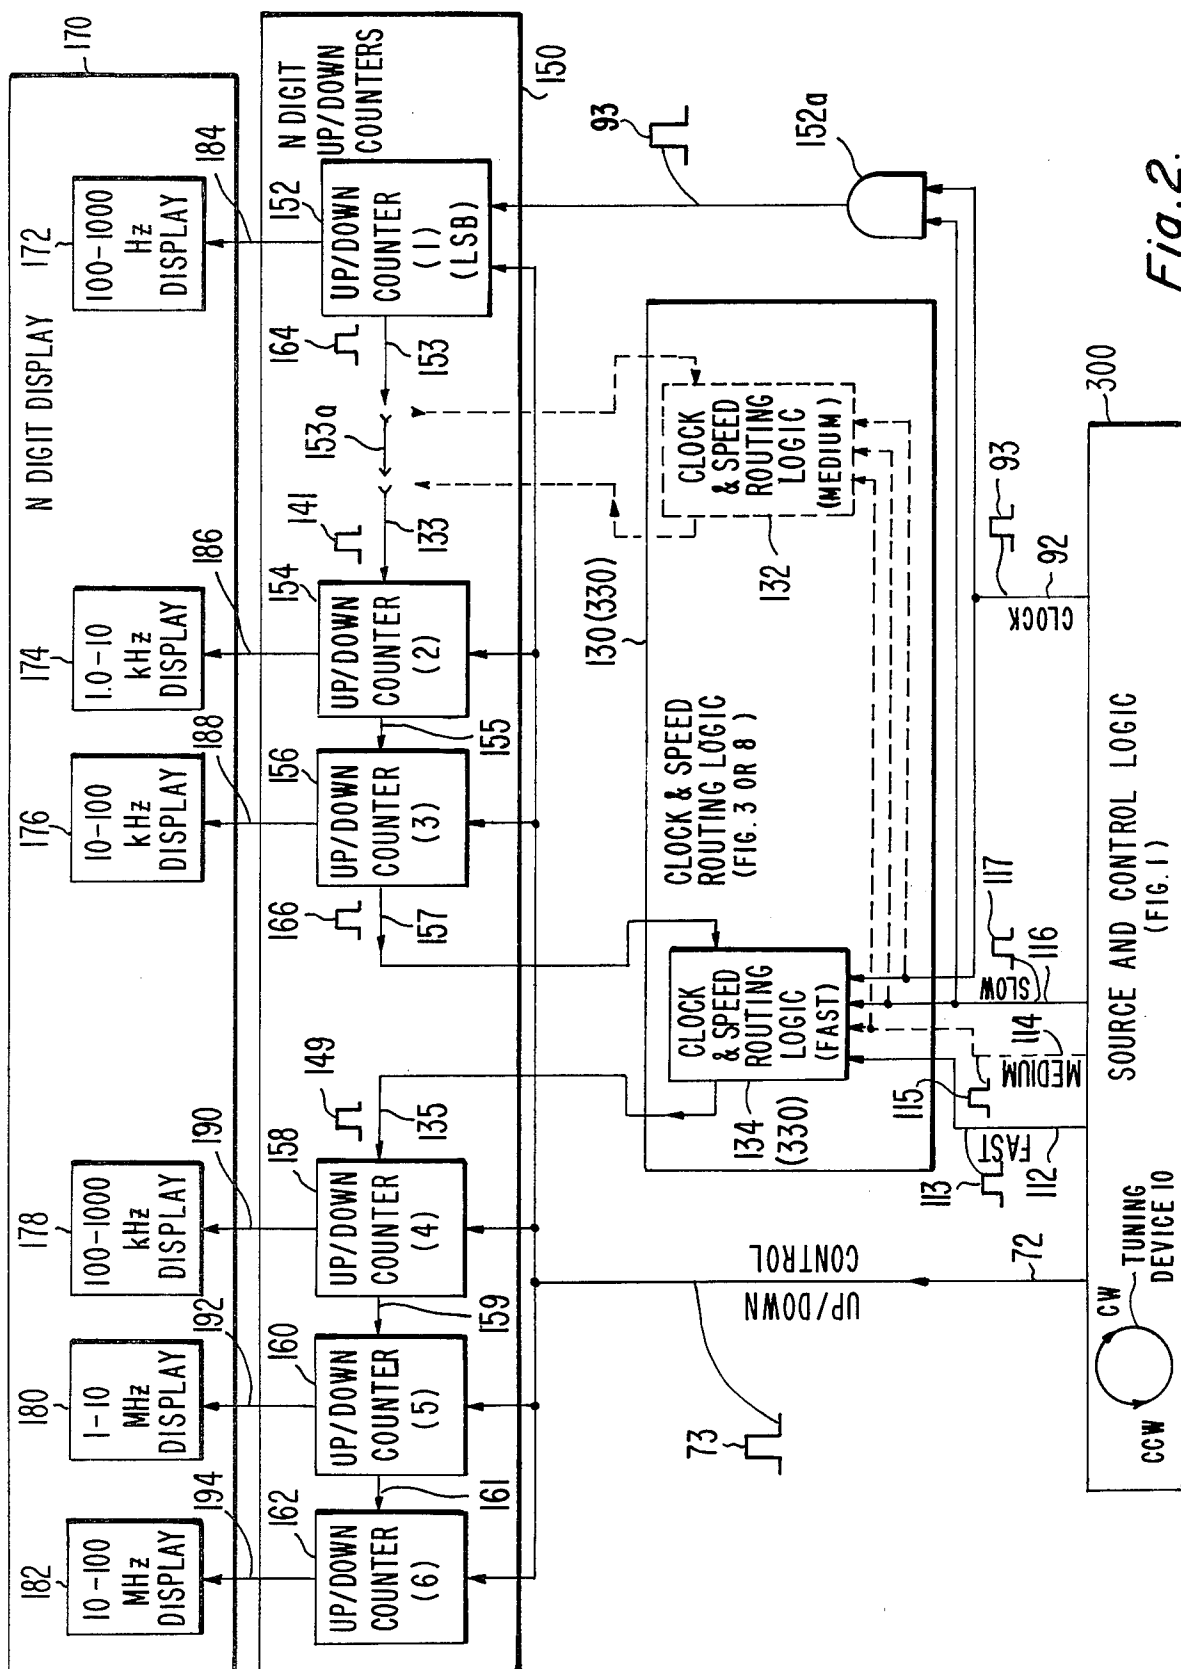 170
N DIGIT DISPLAY
182
10-100
MHz
DISPLAY
180
1-10
MHz
DISPLAY
178
100-1000
kHz
DISPLAY
176
10-100
kHz
DISPLAY
174
1.0-10
kHz
DISPLAY
172
100-1000
Hz
DISPLAY
194
192
190
188
186
184
N DIGIT
UP/DOWN
COUNTERS
150
162
UP/DOWN
COUNTER
(6)
161
160
UP/DOWN
COUNTER
(5)
159
158
UP/DOWN
COUNTER
(4)
135
149
166
157
156
UP/DOWN
COUNTER
(3)
155
154
UP/DOWN
COUNTER
(2)
133
141
153a
153
164
152
UP/DOWN
COUNTER
(1)
(LSB)
93
152a
130(330)
CLOCK & SPEED
ROUTING LOGIC
(FIG. 3 OR 8)
134
(330)
CLOCK
& SPEED
ROUTING
LOGIC
(FAST)
132
CLOCK
& SPEED
ROUTING
LOGIC
(MEDIUM)
73
UP/DOWN
CONTROL
72
113
FAST
112
115
MEDIUM
114
117
SLOW
116
93
CLOCK
92
300
SOURCE AND CONTROL LOGIC
(FIG. 1)
CCW
CW
TUNING
DEVICE 10
Fig. 2.